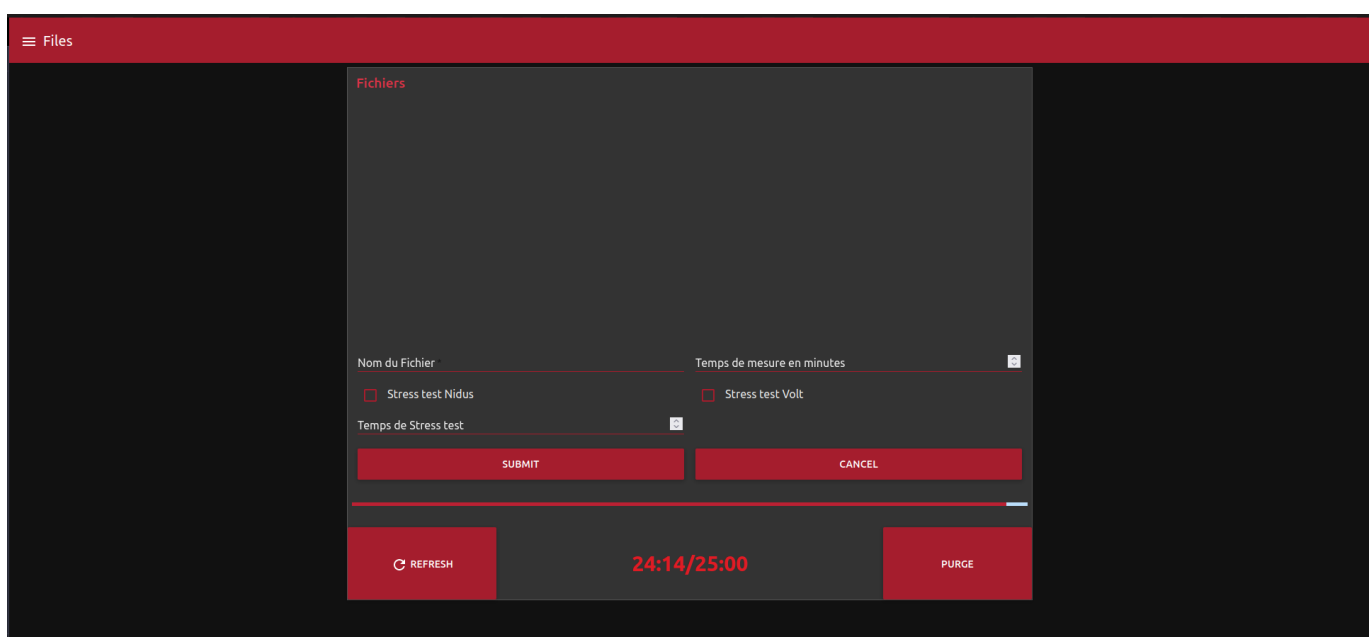 Files
Fichiers
Nom du Fichier *
Temps de mesure en minutes
Stress test Nidus
Stress test Volt
Temps de Stress test
SUBMIT
CANCEL
REFRESH
24:14/25:00
PURGE